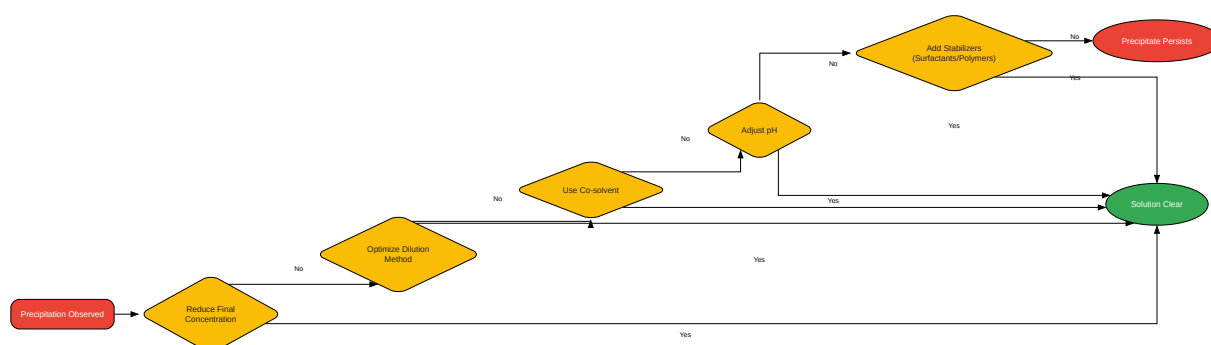 Precipitation Observed
Reduce Final
Concentration
No
Yes
Optimize Dilution
Method
No
Yes
Use Co-solvent
No
Yes
Adjust pH
No
Yes
Add Stabilizers
(Surfactants/Polymers)
No
Yes
Precipitate Persists
Solution Clear